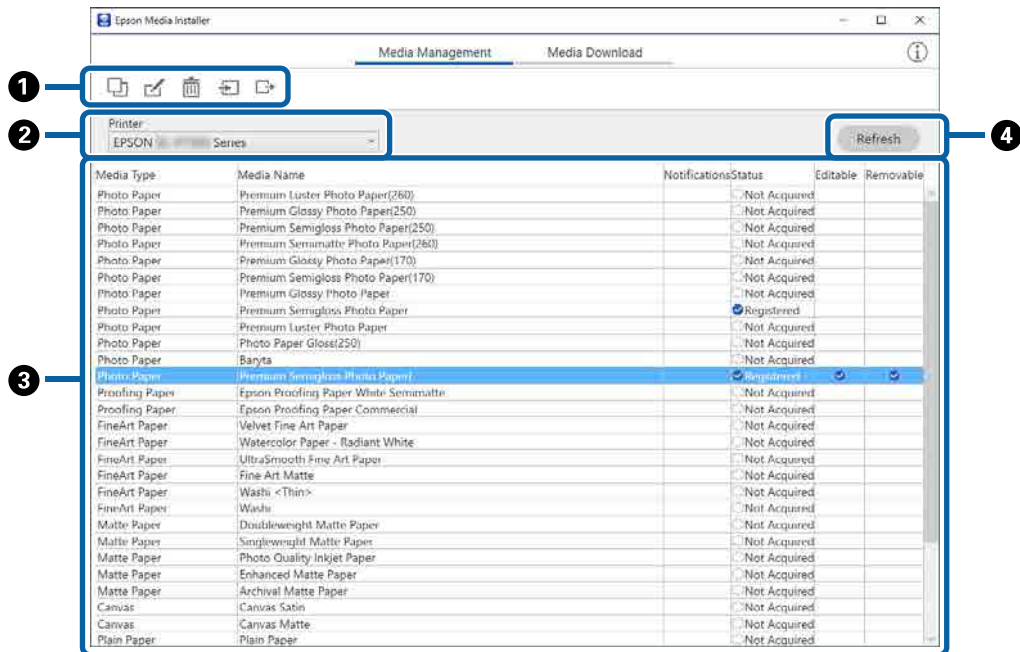 Epson Media Installer
Media Management Media Download
1
2
Printer
EPSON Series
Refresh
4
3
Media Type Media Name Notifications Status Editable Removable
Photo Paper Premium Luster Photo Paper(260) Not Acquired
Photo Paper Premium Glossy Photo Paper(250) Not Acquired
Photo Paper Premium Semigloss Photo Paper(250) Not Acquired
Photo Paper Premium Semimatte Photo Paper(260) Not Acquired
Photo Paper Premium Glossy Photo Paper(170) Not Acquired
Photo Paper Premium Semigloss Photo Paper(170) Not Acquired
Photo Paper Premium Glossy Photo Paper Not Acquired
Photo Paper Premium Semigloss Photo Paper Registered
Photo Paper Premium Luster Photo Paper Not Acquired
Photo Paper Photo Paper Gloss(250) Not Acquired
Photo Paper Baryta Not Acquired
Photo Paper Premium Semigloss Photo Paper Registered
Proofing Paper Epson Proofing Paper White Semimatte Not Acquired
Proofing Paper Epson Proofing Paper Commercial Not Acquired
FineArt Paper Velvet Fine Art Paper Not Acquired
FineArt Paper Watercolor Paper - Radiant White Not Acquired
FineArt Paper UltraSmooth Fine Art Paper Not Acquired
FineArt Paper Fine Art Matte Not Acquired
FineArt Paper Washi <Thin> Not Acquired
FineArt Paper Washi Not Acquired
Matte Paper Doubleweight Matte Paper Not Acquired
Matte Paper Singleweight Matte Paper Not Acquired
Matte Paper Photo Quality Inkjet Paper Not Acquired
Matte Paper Enhanced Matte Paper Not Acquired
Matte Paper Archival Matte Paper Not Acquired
Canvas Canvas Satin Not Acquired
Canvas Canvas Matte Not Acquired
Plain Paper Plain Paper Not Acquired